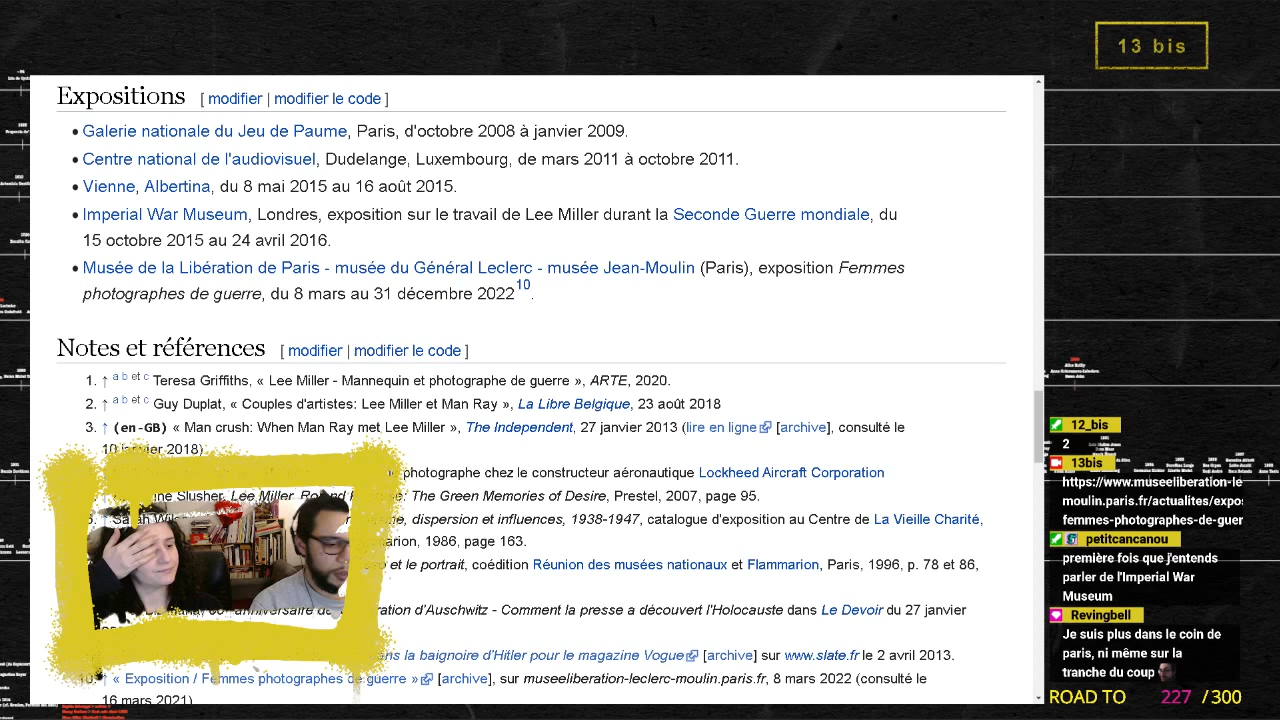 13 bis
Expositions [ modifier | modifier le code ]
• Galerie nationale du Jeu de Paume, Paris, d'octobre 2008 à janvier 2009.
• Centre national de l'audiovisuel, Dudelange, Luxembourg, de mars 2011 à octobre 2011.
• Vienne, Albertina, du 8 mai 2015 au 16 août 2015.
• Imperial War Museum, Londres, exposition sur le travail de Lee Miller durant la Seconde Guerre mondiale, du
15 octobre 2015 au 24 avril 2016.
• Musée de la Libération de Paris - musée du Général Leclerc - musée Jean-Moulin (Paris), exposition Femmes
photographes de guerre, du 8 mars au 31 décembre 2022 10.
Notes et références [ modifier | modifier le code ]
1. ↑ a b et c Teresa Griffiths, « Lee Miller - Mannequin et photographe de guerre », ARTE, 2020.
2. ↑ a b et c Guy Duplat, « Couples d'artistes: Lee Miller et Man Ray », La Libre Belgique, 23 août 2018
3. ↑ (en-GB) « Man crush: When Man Ray met Lee Miller », The Independent, 27 janvier 2013 (lire en ligne [archive], consulté le
10 janvier 2018)
photographe chez le constructeur aéronautique Lockheed Aircraft Corporation
Slusher, Lee Miller, The Green Memories of Desire, Prestel, 2007, page 95.
dispersion et influences, 1938-1947, catalogue d'exposition au Centre de La Vieille Charité,
1986, page 163.
et le portrait, coédition Réunion des musées nationaux et Flammarion, Paris, 1996, p. 78 et 86,
anniversaire d'Auschwitz - Comment la presse a découvert l'Holocauste dans Le Devoir du 27 janvier
la baignoire d'Hitler pour le magazine Vogue [archive] sur www.slate.fr le 2 avril 2013.
10. ↑ « Exposition / Femmes photographes de guerre » [archive], sur museeliberation-leclerc-moulin.paris.fr, 8 mars 2022 (consulté le
16 mars 2021)
12_bis
2
13bis
https://www.museeliberation-le
moulin.paris.fr/actualites/expo
femmes-photographes-de-guer
petitcancanou
première fois que j'entends
parler de l'Imperial War
Museum
Revingbell
Je suis plus dans le coin de
paris, ni même sur la
tranche du coup
ROAD TO 227 / 300